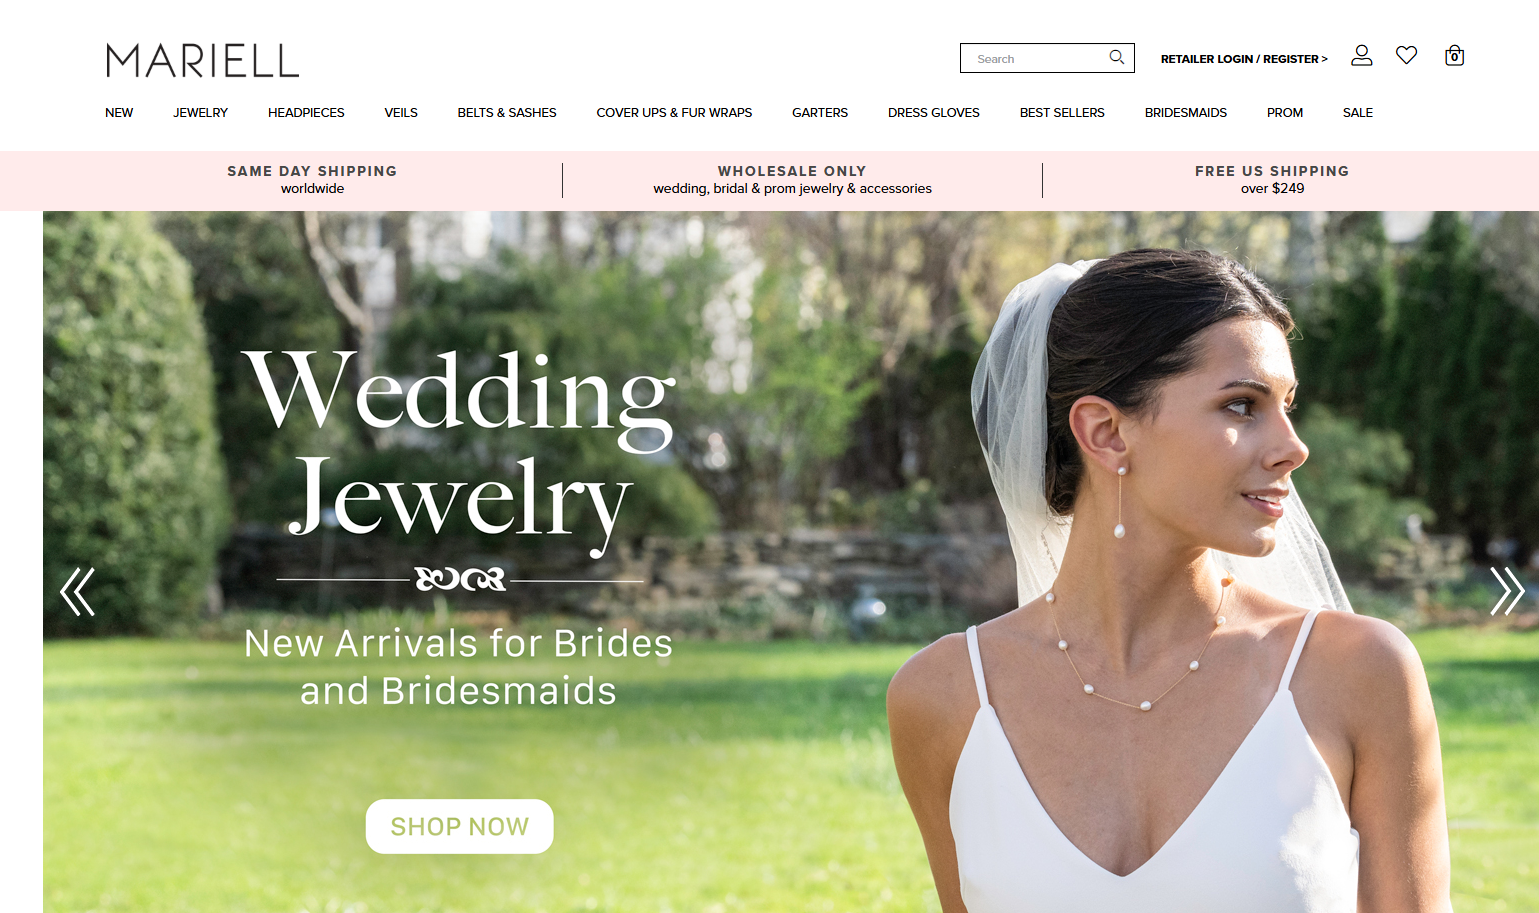 MARIELL
Search
RETAILER LOGIN / REGISTER >
0
NEW JEWELRY HEADPIECES VEILS BELTS & SASHES COVER UPS & FUR WRAPS GARTERS DRESS GLOVES BEST SELLERS BRIDESMAIDS PROM SALE
SAME DAY SHIPPING
worldwide
WHOLESALE ONLY
wedding, bridal & prom jewelry & accessories
FREE US SHIPPING
over $249
Wedding
Jewelry
New Arrivals for Brides
and Bridesmaids
SHOP NOW